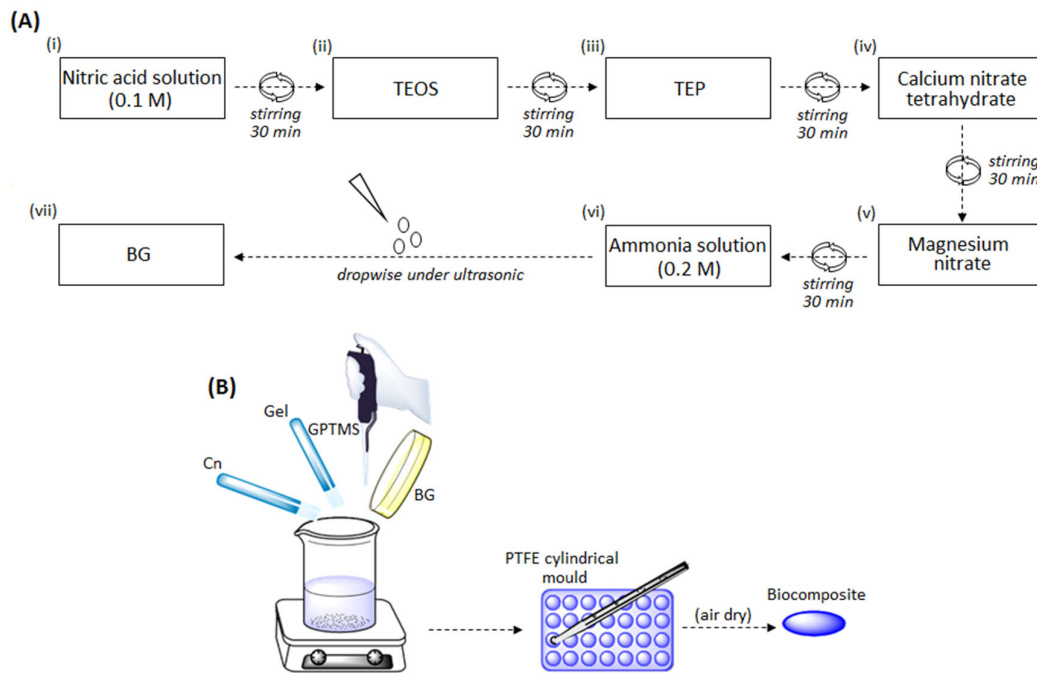 (A)
(i)
Nitric acid solution
(0.1 M)
stirring
30 min
(ii)
TEOS
stirring
30 min
(iii)
TEP
stirring
30 min
(iv)
Calcium nitrate
tetrahydrate
stirring
30 min
(v)
Magnesium
nitrate
stirring
30 min
(vi)
Ammonia solution
(0.2 M)
dropwise under ultrasonic
(vii)
BG
(B)
Cn
Gel
GPTMS
BG
PTFE cylindrical
mould
(air dry)
Biocomposite